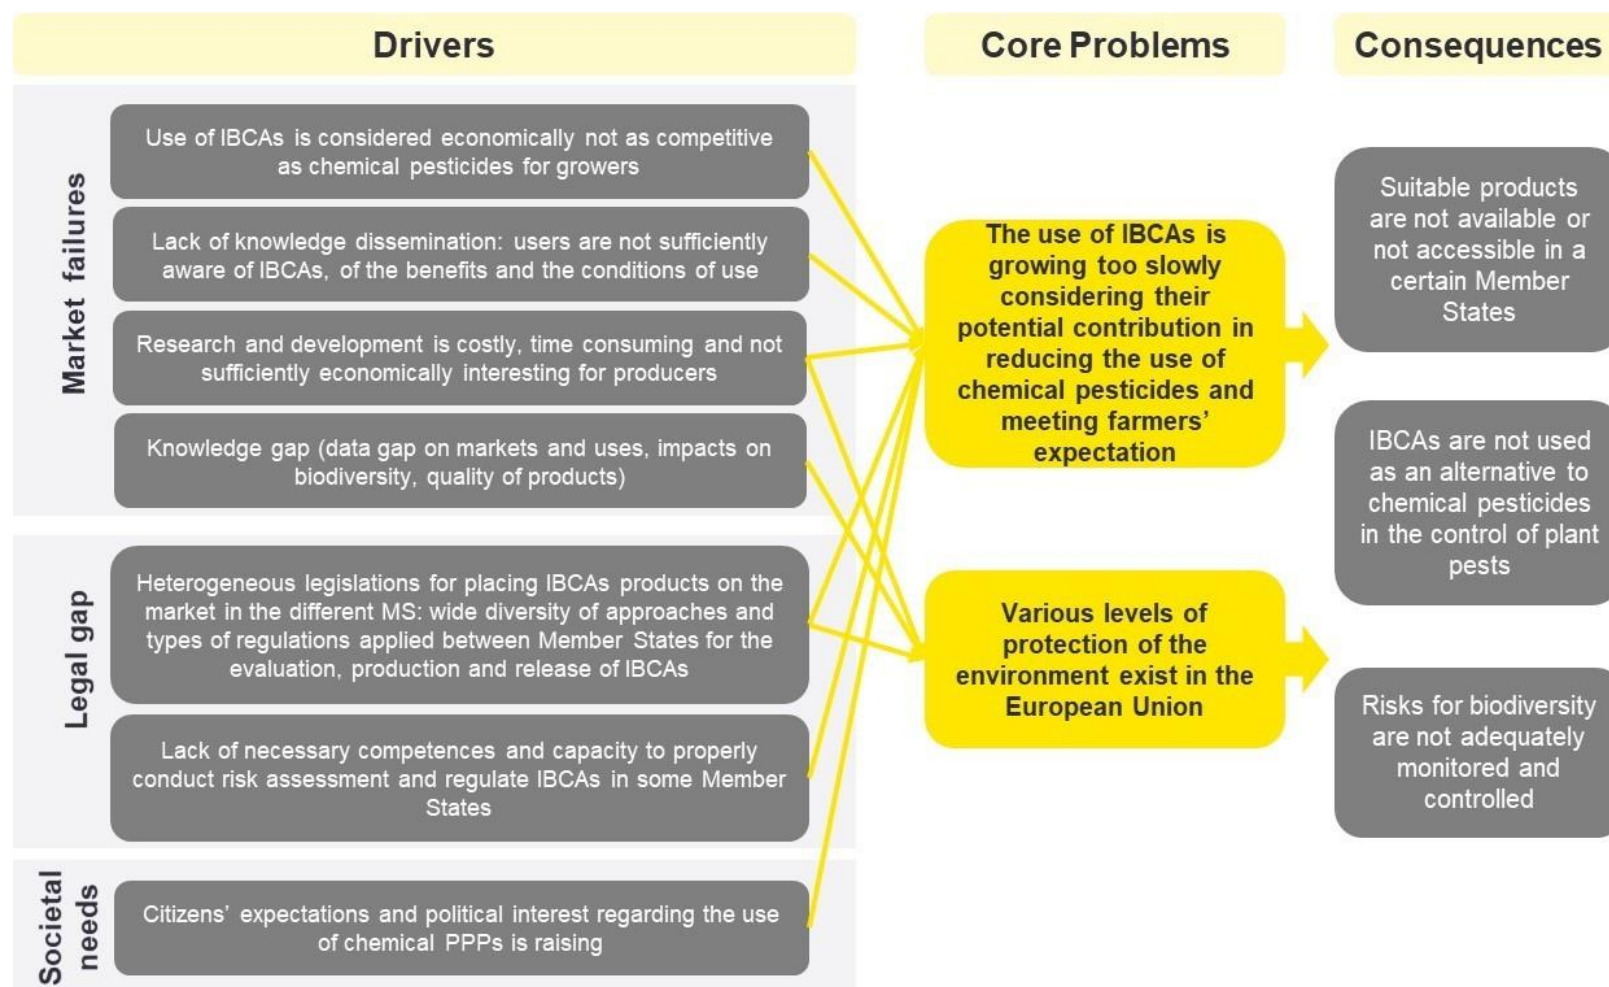 Drivers
Core Problems
Consequences
Market failures
Use of IBCAs is considered economically not as competitive
as chemical pesticides for growers
Lack of knowledge dissemination: users are not sufficiently
aware of IBCAs, of the benefits and the conditions of use
Research and development is costly, time consuming and not
sufficiently economically interesting for producers
Knowledge gap (data gap on markets and uses, impacts on
biodiversity, quality of products)
Legal gap
Heterogeneous legislations for placing IBCAs products on the
market in the different MS: wide diversity of approaches and
types of regulations applied between Member States for the
evaluation, production and release of IBCAs
Lack of necessary competences and capacity to properly
conduct risk assessment and regulate IBCAs in some Member
States
Societal
needs
Citizens’ expectations and political interest regarding the use
of chemical PPPs is raising
The use of IBCAs is
growing too slowly
considering their
potential contribution in
reducing the use of
chemical pesticides and
meeting farmers’
expectation
Various levels of
protection of the
environment exist in the
European Union
Suitable products
are not available or
not accessible in a
certain Member
States
IBCAs are not used
as an alternative to
chemical pesticides
in the control of plant
pests
Risks for biodiversity
are not adequately
monitored and
controlled